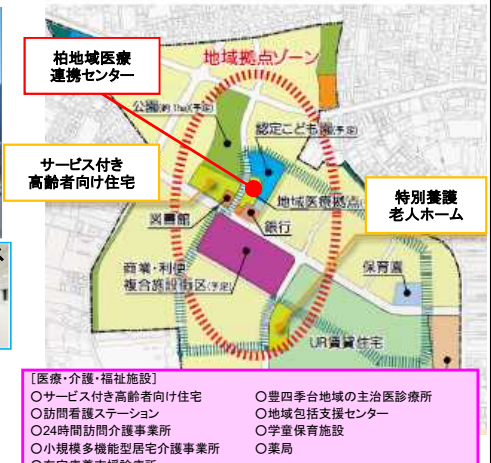 柏地域医療
連携センター
地域拠点ゾーン
公園(約1ha)(予定)
認定こども園(予定)
サービス付き
高齢者向け住宅
地域医療拠点(
特別養護
老人ホーム
図書館
銀行
商業・利便
複合施設街区(予定)
保育園
UR賃貸住宅
[医療・介護・福祉施設]
○サービス付き高齢者向け住宅
○訪問看護ステーション
○24時間訪問介護事業所
○小規模多機能型居宅介護事業所
○豊四季台地域の主治医診療所
○地域包括支援センター
○学童保育施設
○薬局